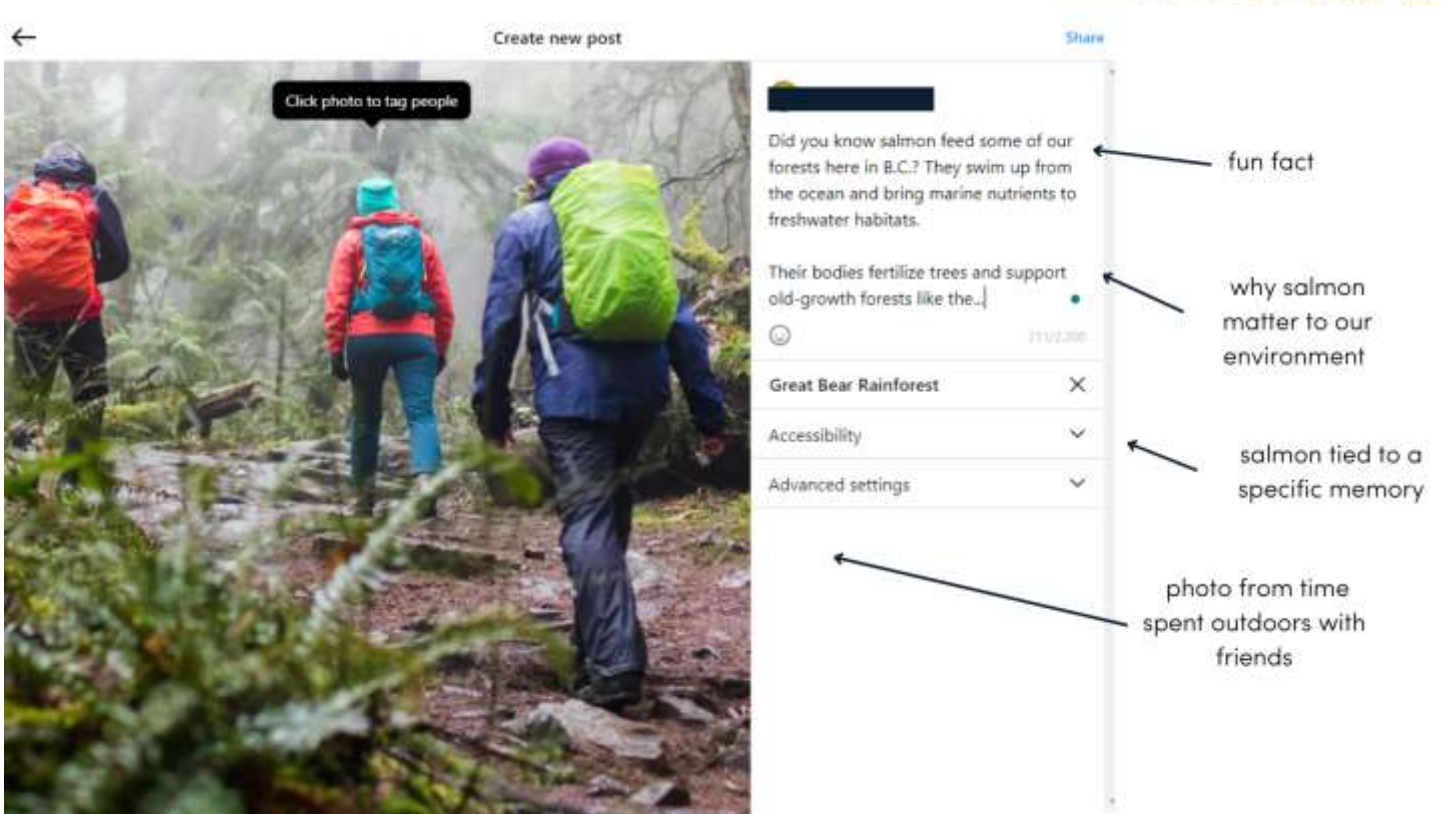 Create new post
Share
Click photo to tag people
Did you know salmon feed some of our
forests here in B.C.? They swim up from
the ocean and bring marine nutrients to
freshwater habitats.
Their bodies fertilize trees and support
old-growth forests like the...
Great Bear Rainforest
Accessibility
Advanced settings
fun fact
why salmon
matter to our
environment
salmon tied to a
specific memory
photo from time
spent outdoors with
friends